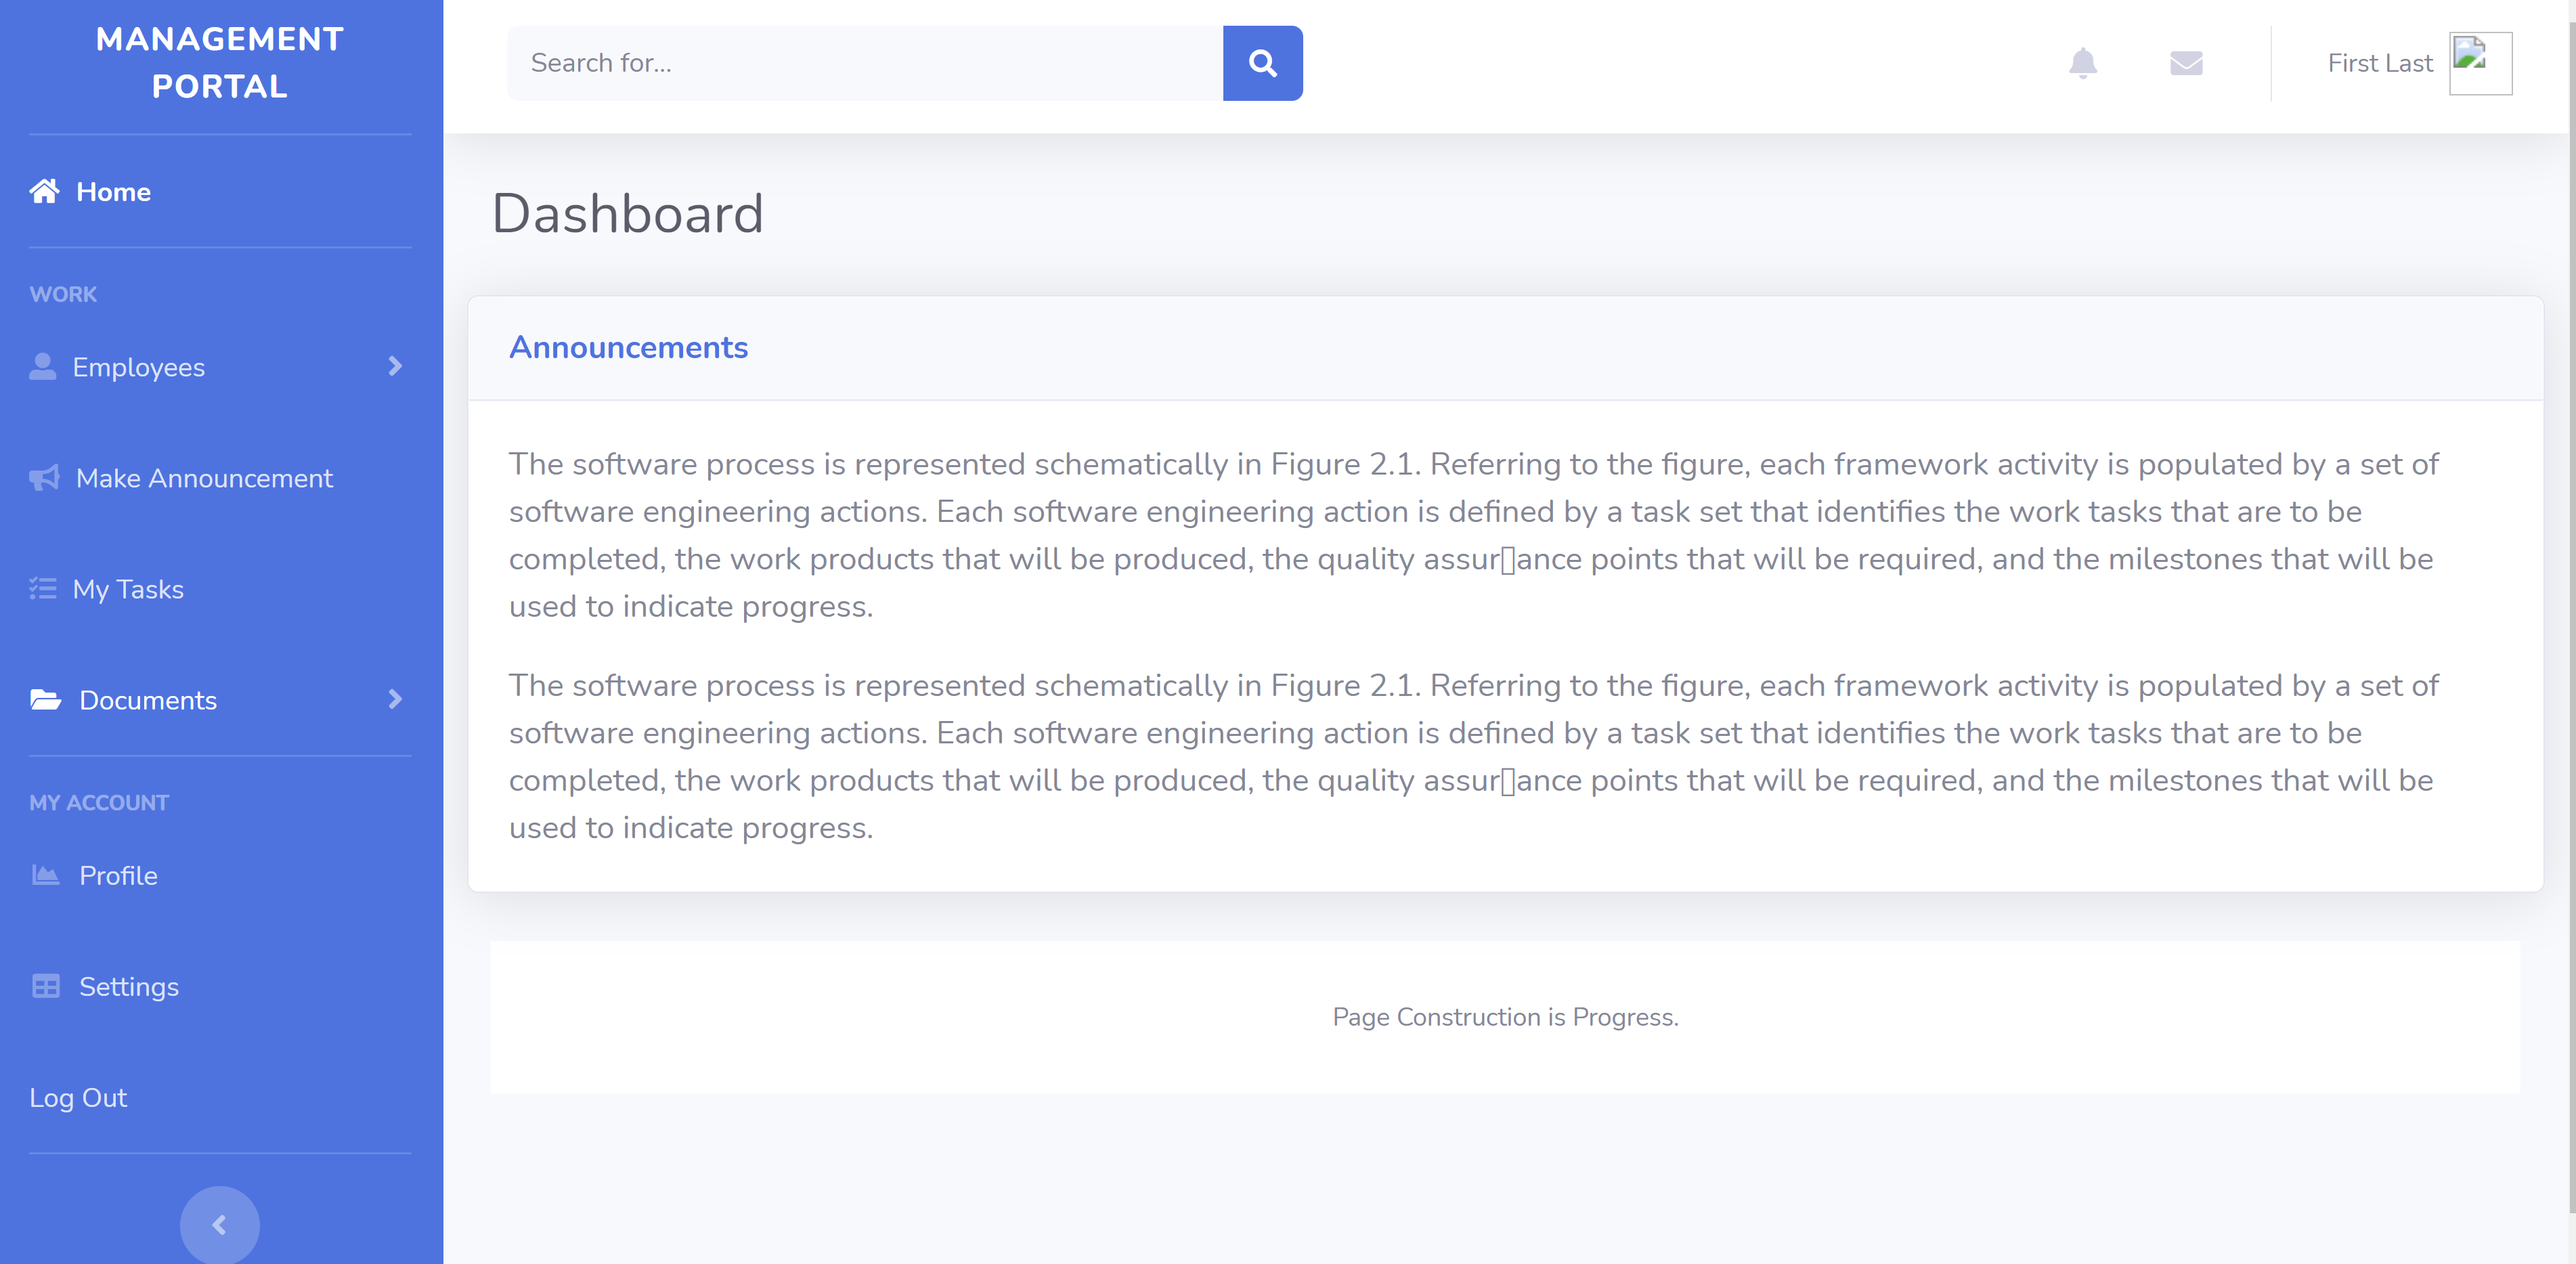 MANAGEMENT
PORTAL
Home
WORK
Employees
Make Announcement
My Tasks
Documents
MY ACCOUNT
Profile
Settings
Log Out
Search for...
First Last
Dashboard
Announcements
The software process is represented schematically in Figure 2.1. Referring to the figure, each framework activity is populated by a set of
software engineering actions. Each software engineering action is defined by a task set that identifies the work tasks that are to be
completed, the work products that will be produced, the quality assur▯ance points that will be required, and the milestones that will be
used to indicate progress.
The software process is represented schematically in Figure 2.1. Referring to the figure, each framework activity is populated by a set of
software engineering actions. Each software engineering action is defined by a task set that identifies the work tasks that are to be
completed, the work products that will be produced, the quality assur▯ance points that will be required, and the milestones that will be
used to indicate progress.
Page Construction is Progress.